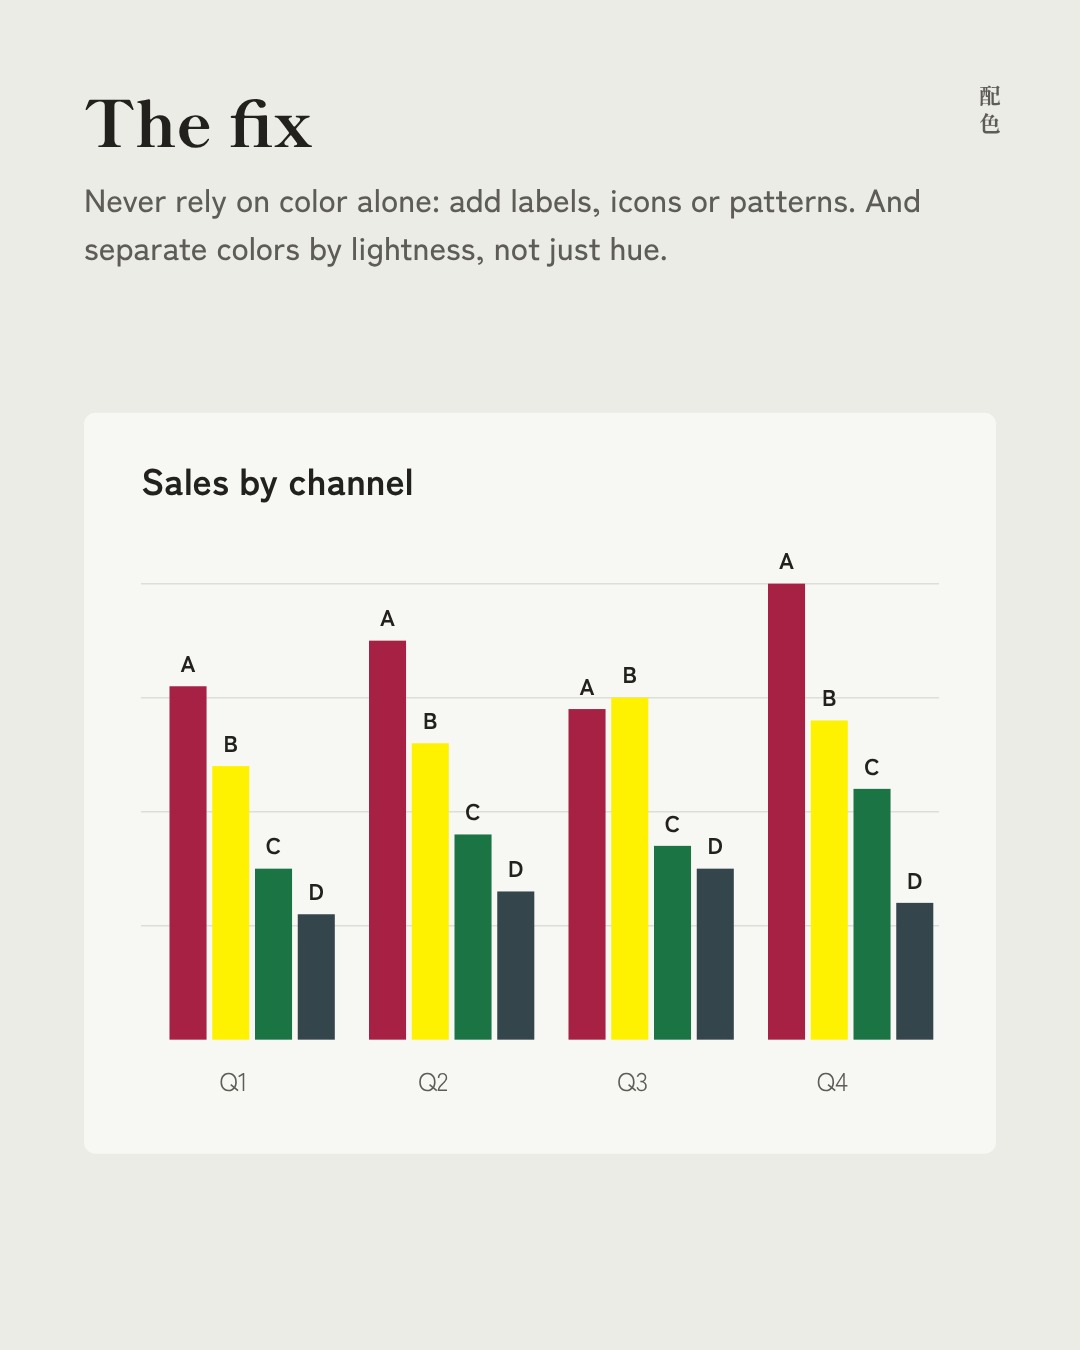 The fix
配色
Never rely on color alone: add labels, icons or patterns. And
separate colors by lightness, not just hue.
Sales by channel
A
B
C
D
A
B
C
D
A
B
C
D
A
B
C
D
Q1
Q2
Q3
Q4